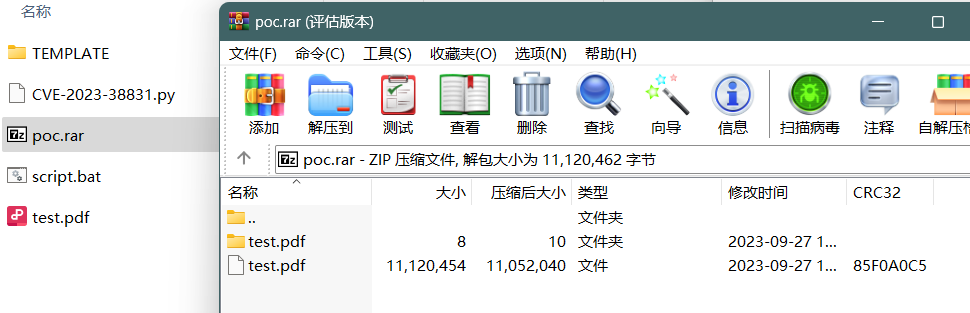 名称
TEMPLATE
CVE-2023-38831.py
poc.rar
script.bat
test.pdf
poc.rar (评估版本)
文件(F) 命令(C) 工具(S) 收藏夹(O) 选项(N) 帮助(H)
添加 解压到 测试 查看 删除 查找 向导 信息 扫描病毒 注释 自解压格
poc.rar - ZIP 压缩文件, 解包大小为 11,120,462 字节
名称 大小 压缩后大小 类型 修改时间 CRC32
.. 文件夹
test.pdf 8 10 文件夹 2023-09-27 1...
test.pdf 11,120,454 11,052,040 文件 2023-09-27 1... 85F0A0C5